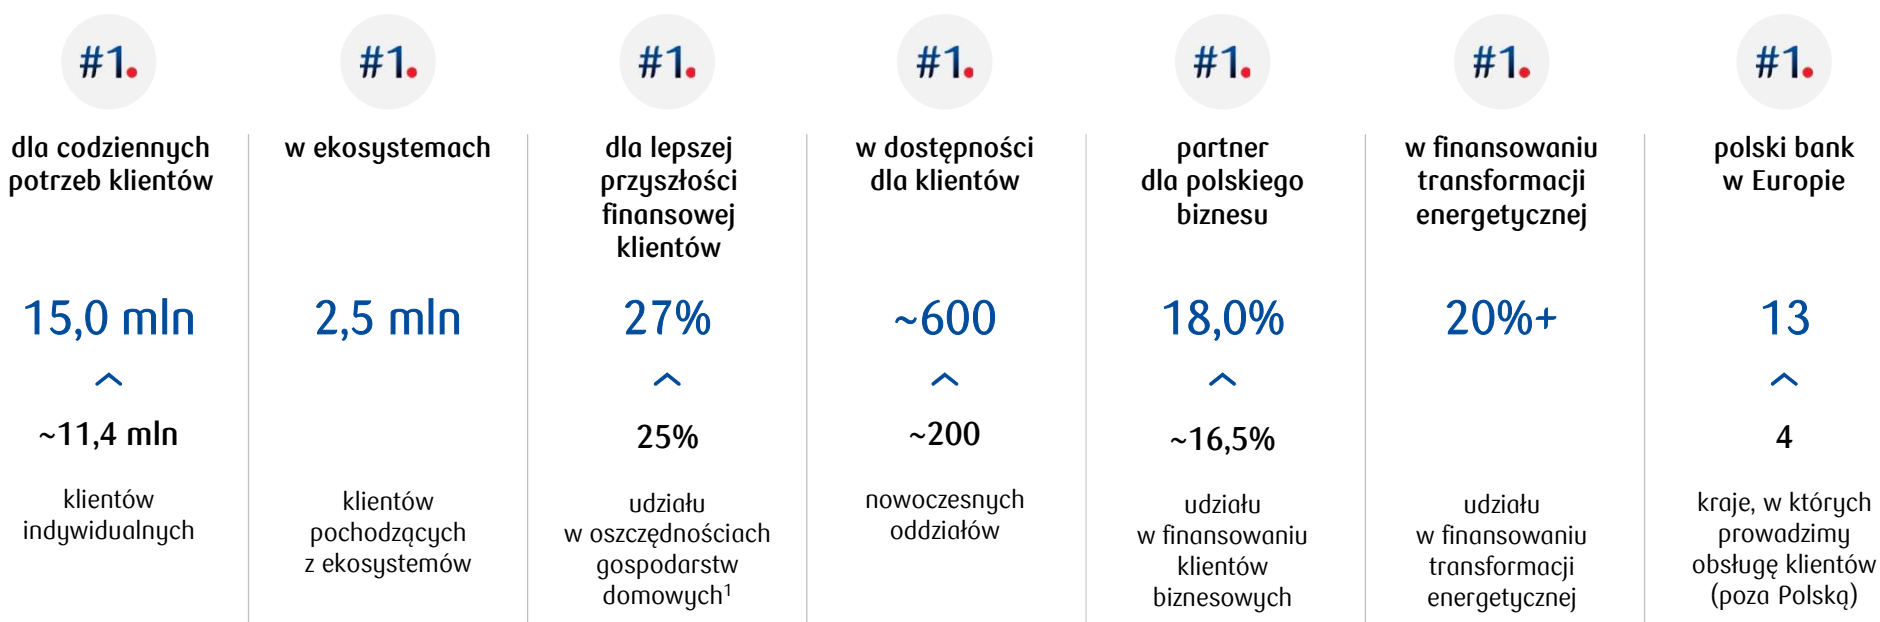 #1.
dla codziennych
potrzeb klientów
15,0 mln
~11,4 mln
klientów
indywidualnych
#1.
w ekosystemach
2,5 mln
klientów
pochodzących
z ekosystemów
#1.
dla lepszej
przyszłości
finansowej
klientów
27%
25%
udziału
w oszczędnościach
gospodarstw
domowych¹
#1.
w dostępności
dla klientów
~600
~200
nowoczesnych
oddziałów
#1.
partner
dla polskiego
biznesu
18,0%
~16,5%
udziału
w finansowaniu
klientów
biznesowych
#1.
w finansowaniu
transformacji
energetycznej
20%+
udziału
w finansowaniu
transformacji
energetycznej
#1.
polski bank
w Europie
13
4
kraje, w których
prowadzimy
obsługę klientów
(poza Polską)